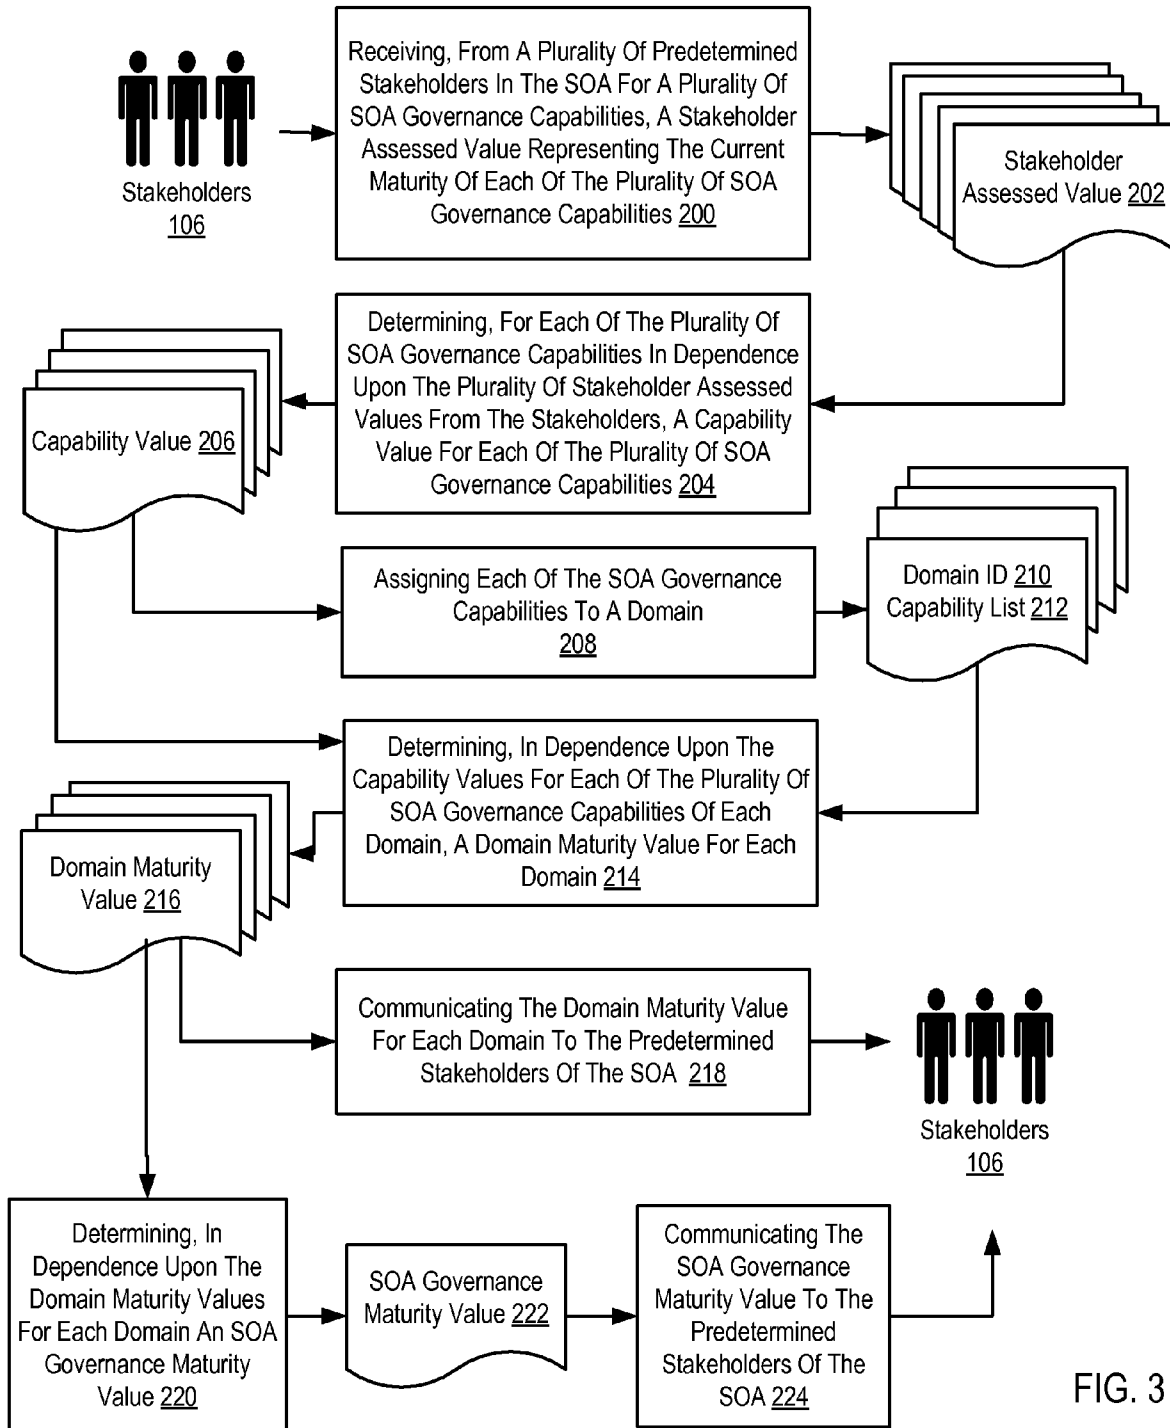 Receiving, From A Plurality Of Predetermined
Stakeholders In The SOA For A Plurality Of
SOA Governance Capabilities, A Stakeholder
Assessed Value Representing The Current
Maturity Of Each Of The Plurality Of SOA
Governance Capabilities 200
Stakeholders
106
Stakeholder
Assessed Value 202
Determining, For Each Of The Plurality Of
SOA Governance Capabilities In Dependence
Upon The Plurality Of Stakeholder Assessed
Values From The Stakeholders, A Capability
Value For Each Of The Plurality Of SOA
Governance Capabilities 204
Capability Value 206
Assigning Each Of The SOA Governance
Capabilities To A Domain
208
Domain ID 210
Capability List 212
Determining, In Dependence Upon The
Capability Values For Each Of The Plurality Of
SOA Governance Capabilities Of Each
Domain, A Domain Maturity Value For Each
Domain 214
Domain Maturity
Value 216
Communicating The Domain Maturity Value
For Each Domain To The Predetermined
Stakeholders Of The SOA 218
Stakeholders
106
Determining, In
Dependence Upon The
Domain Maturity Values
For Each Domain An SOA
Governance Maturity
Value 220
SOA Governance
Maturity Value 222
Communicating The
SOA Governance
Maturity Value To The
Predetermined
Stakeholders Of The
SOA 224
FIG. 3